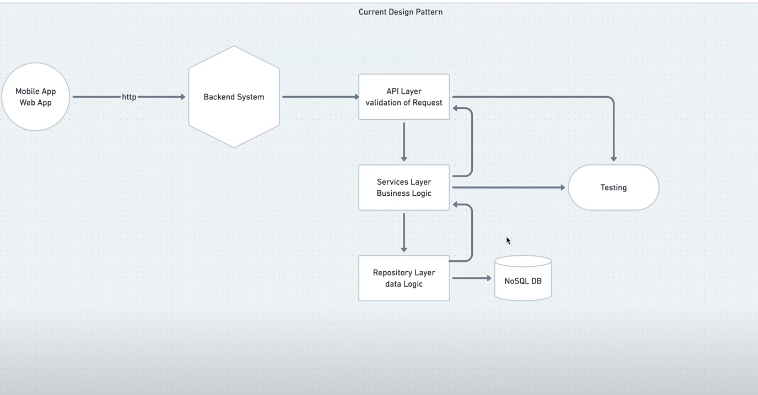 Current Design Pattern
Mobile App
Web App
http
Backend System
API Layer
validation of Request
Services Layer
Business Logic
Testing
Repository Layer
data Logic
NoSQL DB